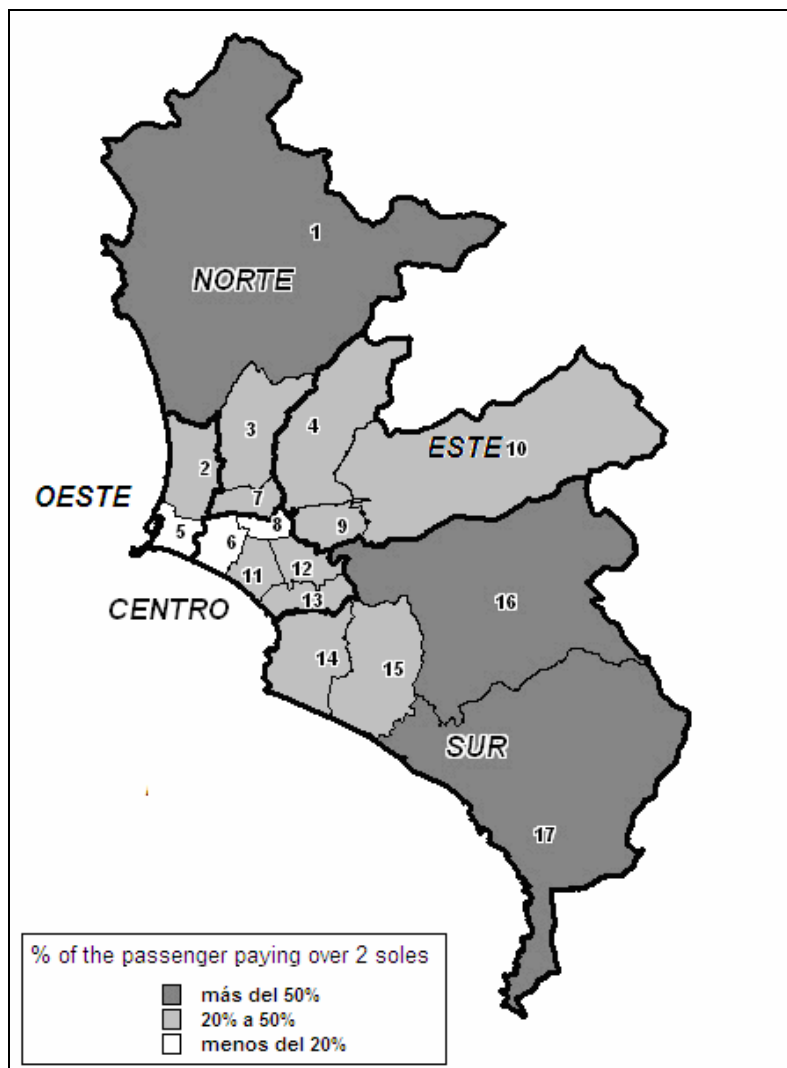 1
NORTE
3
4
2
ESTE 10
OESTE
7
5
6
8
9
11
12
CENTRO
13
16
14
15
SUR
17
% of the passenger paying over 2 soles
más del 50%
20% a 50%
menos del 20%